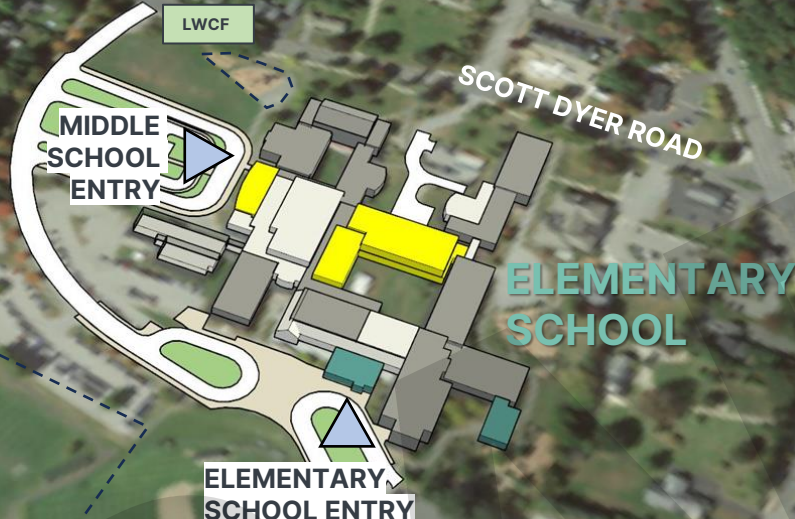 LWCF
SCOTT DYER ROAD
MIDDLE
SCHOOL
ENTRY
ELEMENTARY
SCHOOL
ELEMENTARY
SCHOOL ENTRY